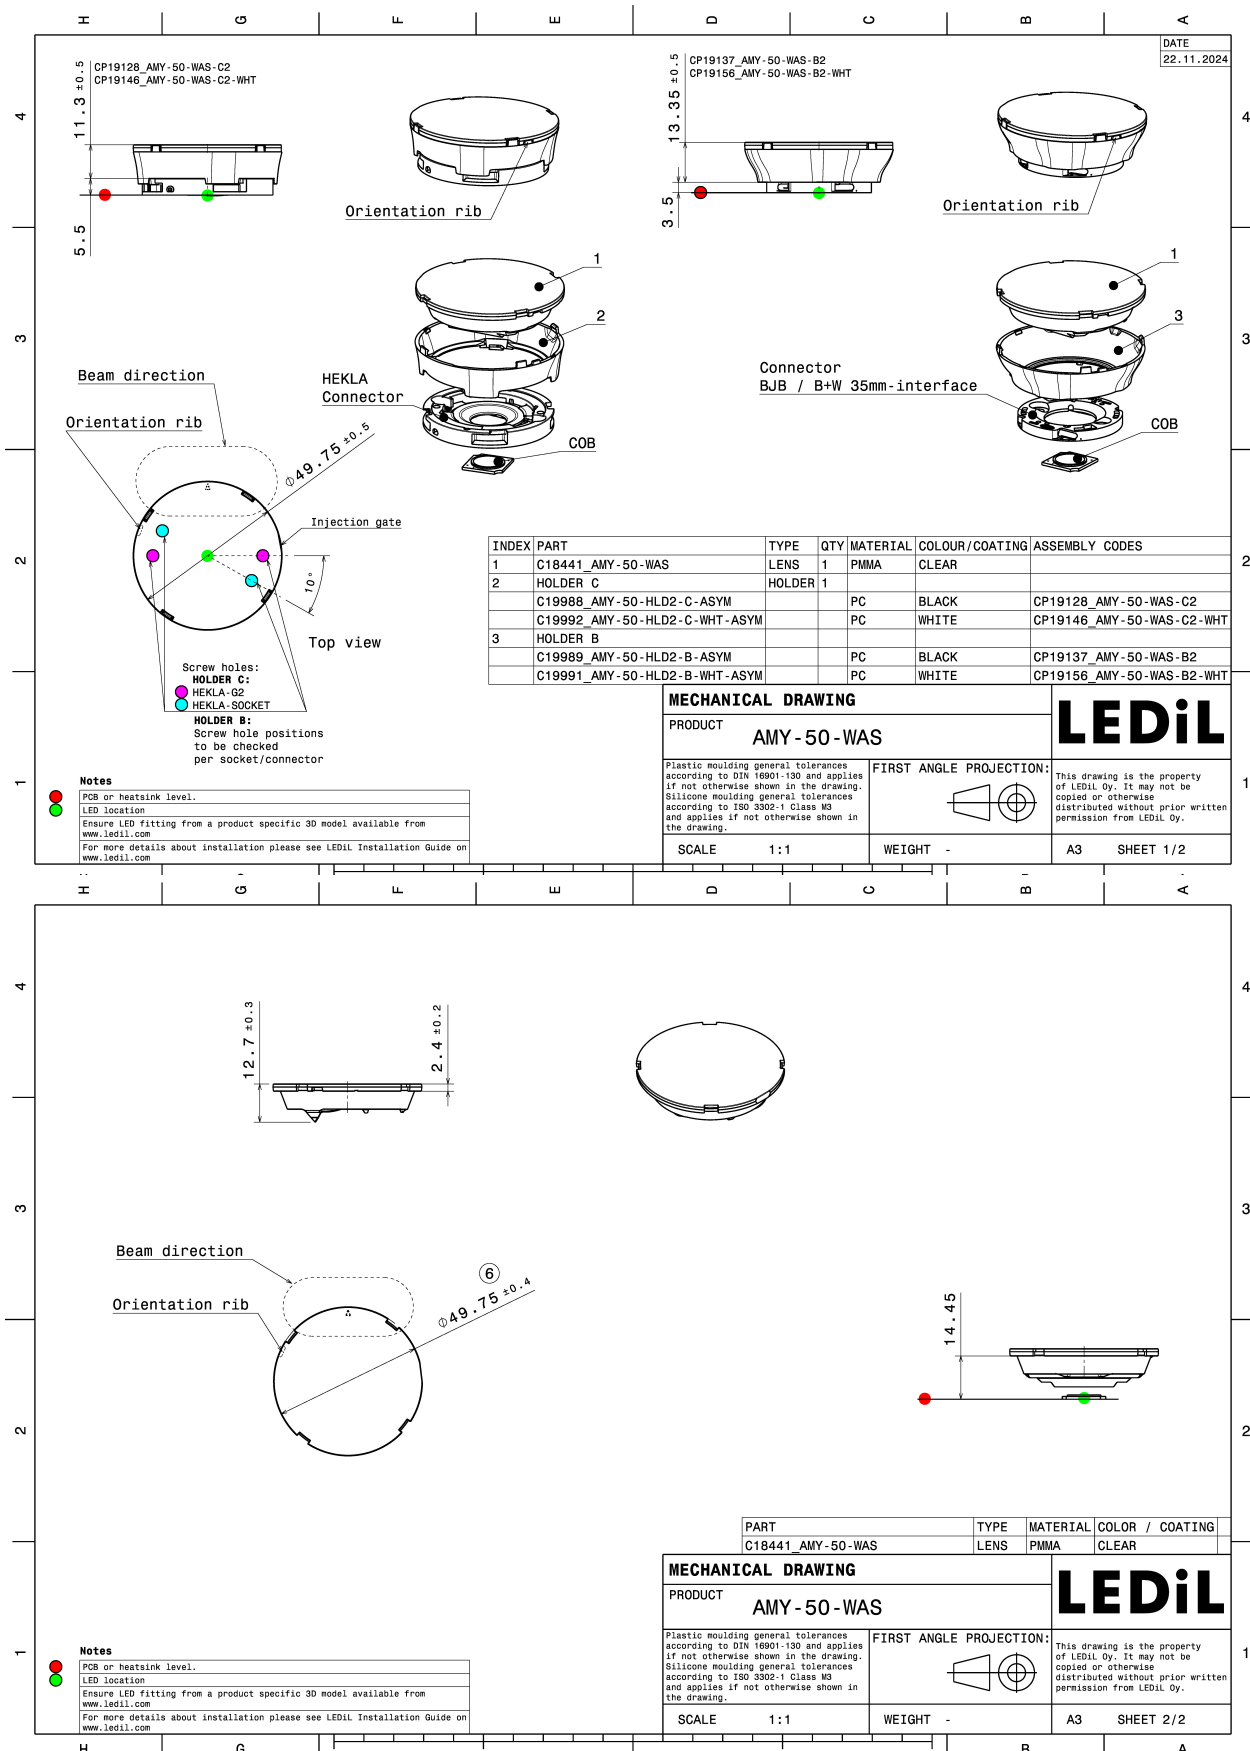 H G F E D C B A
DATE
22.11.2024
CP19128_AMY-50-WAS-C2
CP19146_AMY-50-WAS-C2-WHT
11.3 ±0.5
5.5
Orientation rib
CP19137_AMY-50-WAS-B2
CP19156_AMY-50-WAS-B2-WHT
13.35 ±0.5
3.5
Orientation rib
4
4
1
2
HEKLA
Connector
COB
1
3
Connector
BJB / B+W 35mm-interface
COB
3
3
Beam direction
Orientation rib
Ø49.75 ±0.5
Injection gate
10°
Top view
2
2
Screw holes:
HOLDER C:
HEKLA-G2
HEKLA-SOCKET
HOLDER B:
Screw hole positions
to be checked
per socket/connector
INDEX PART TYPE QTY MATERIAL COLOUR/COATING ASSEMBLY CODES
1 C18441_AMY-50-WAS LENS 1 PMMA CLEAR
2 HOLDER C HOLDER 1
C19988_AMY-50-HLD2-C-ASYM PC BLACK CP19128_AMY-50-WAS-C2
C19992_AMY-50-HLD2-C-WHT-ASYM PC WHITE CP19146_AMY-50-WAS-C2-WHT
3 HOLDER B
C19989_AMY-50-HLD2-B-ASYM PC BLACK CP19137_AMY-50-WAS-B2
C19991_AMY-50-HLD2-B-WHT-ASYM PC WHITE CP19156_AMY-50-WAS-B2-WHT
MECHANICAL DRAWING
PRODUCT
AMY-50-WAS
LEDiL
Plastic moulding general tolerances
according to DIN 16901-130 and applies
if not otherwise shown in the drawing.
Silicone moulding general tolerances
according to ISO 3302-1 Class M3
and applies if not otherwise shown in
the drawing.
FIRST ANGLE PROJECTION:
This drawing is the property
of LEDiL Oy. It may not be
copied or otherwise
distributed without prior written
permission from LEDiL Oy.
SCALE 1:1 WEIGHT - A3 SHEET 1/2
1
1
Notes
PCB or heatsink level.
LED location
Ensure LED fitting from a product specific 3D model available from
www.ledil.com
For more details about installation please see LEDiL Installation Guide on
www.ledil.com
H G F E D C B A
4
4
12.7 ±0.3
2.4 ±0.2
3
3
Beam direction
Orientation rib
6
Ø49.75 ±0.4
14.45
2
2
PART TYPE MATERIAL COLOR / COATING
C18441_AMY-50-WAS LENS PMMA CLEAR
MECHANICAL DRAWING
PRODUCT
AMY-50-WAS
LEDiL
Plastic moulding general tolerances
according to DIN 16901-130 and applies
if not otherwise shown in the drawing.
Silicone moulding general tolerances
according to ISO 3302-1 Class M3
and applies if not otherwise shown in
the drawing.
FIRST ANGLE PROJECTION:
This drawing is the property
of LEDiL Oy. It may not be
copied or otherwise
distributed without prior written
permission from LEDiL Oy.
SCALE 1:1 WEIGHT - A3 SHEET 2/2
1
1
Notes
PCB or heatsink level.
LED location
Ensure LED fitting from a product specific 3D model available from
www.ledil.com
For more details about installation please see LEDiL Installation Guide on
www.ledil.com
H G B A